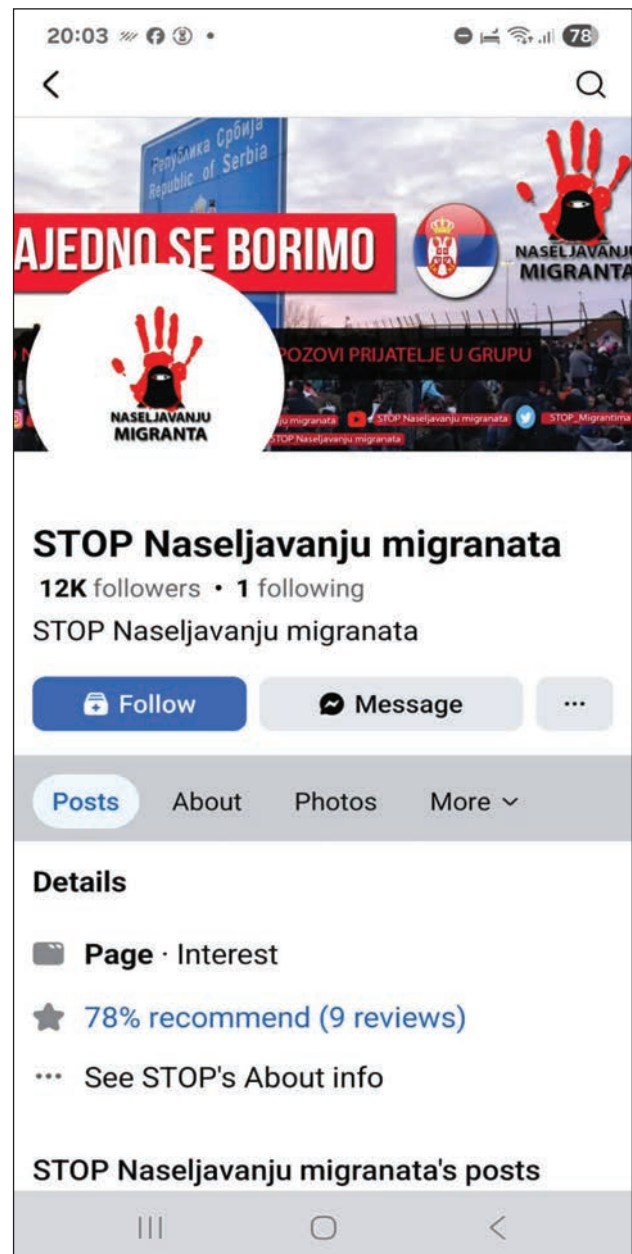 20:03
78
Република Србија
Republic of Serbia
AJEDNO SE BORIMO
NASELJAVANJU
MIGRANTA
POZOVI PRIJATELJE U GRUPU
NASELJAVANJU
MIGRANTA
ju migranata
STOP Naseljavanju migranata
STOP_Migrantima
STOP Naseljavanju migranata
STOP Naseljavanju migranata
12K followers • 1 following
STOP Naseljavanju migranata
Follow
Message
Posts
About
Photos
More
Details
Page · Interest
78% recommend (9 reviews)
See STOP's About info
STOP Naseljavanju migranata's posts